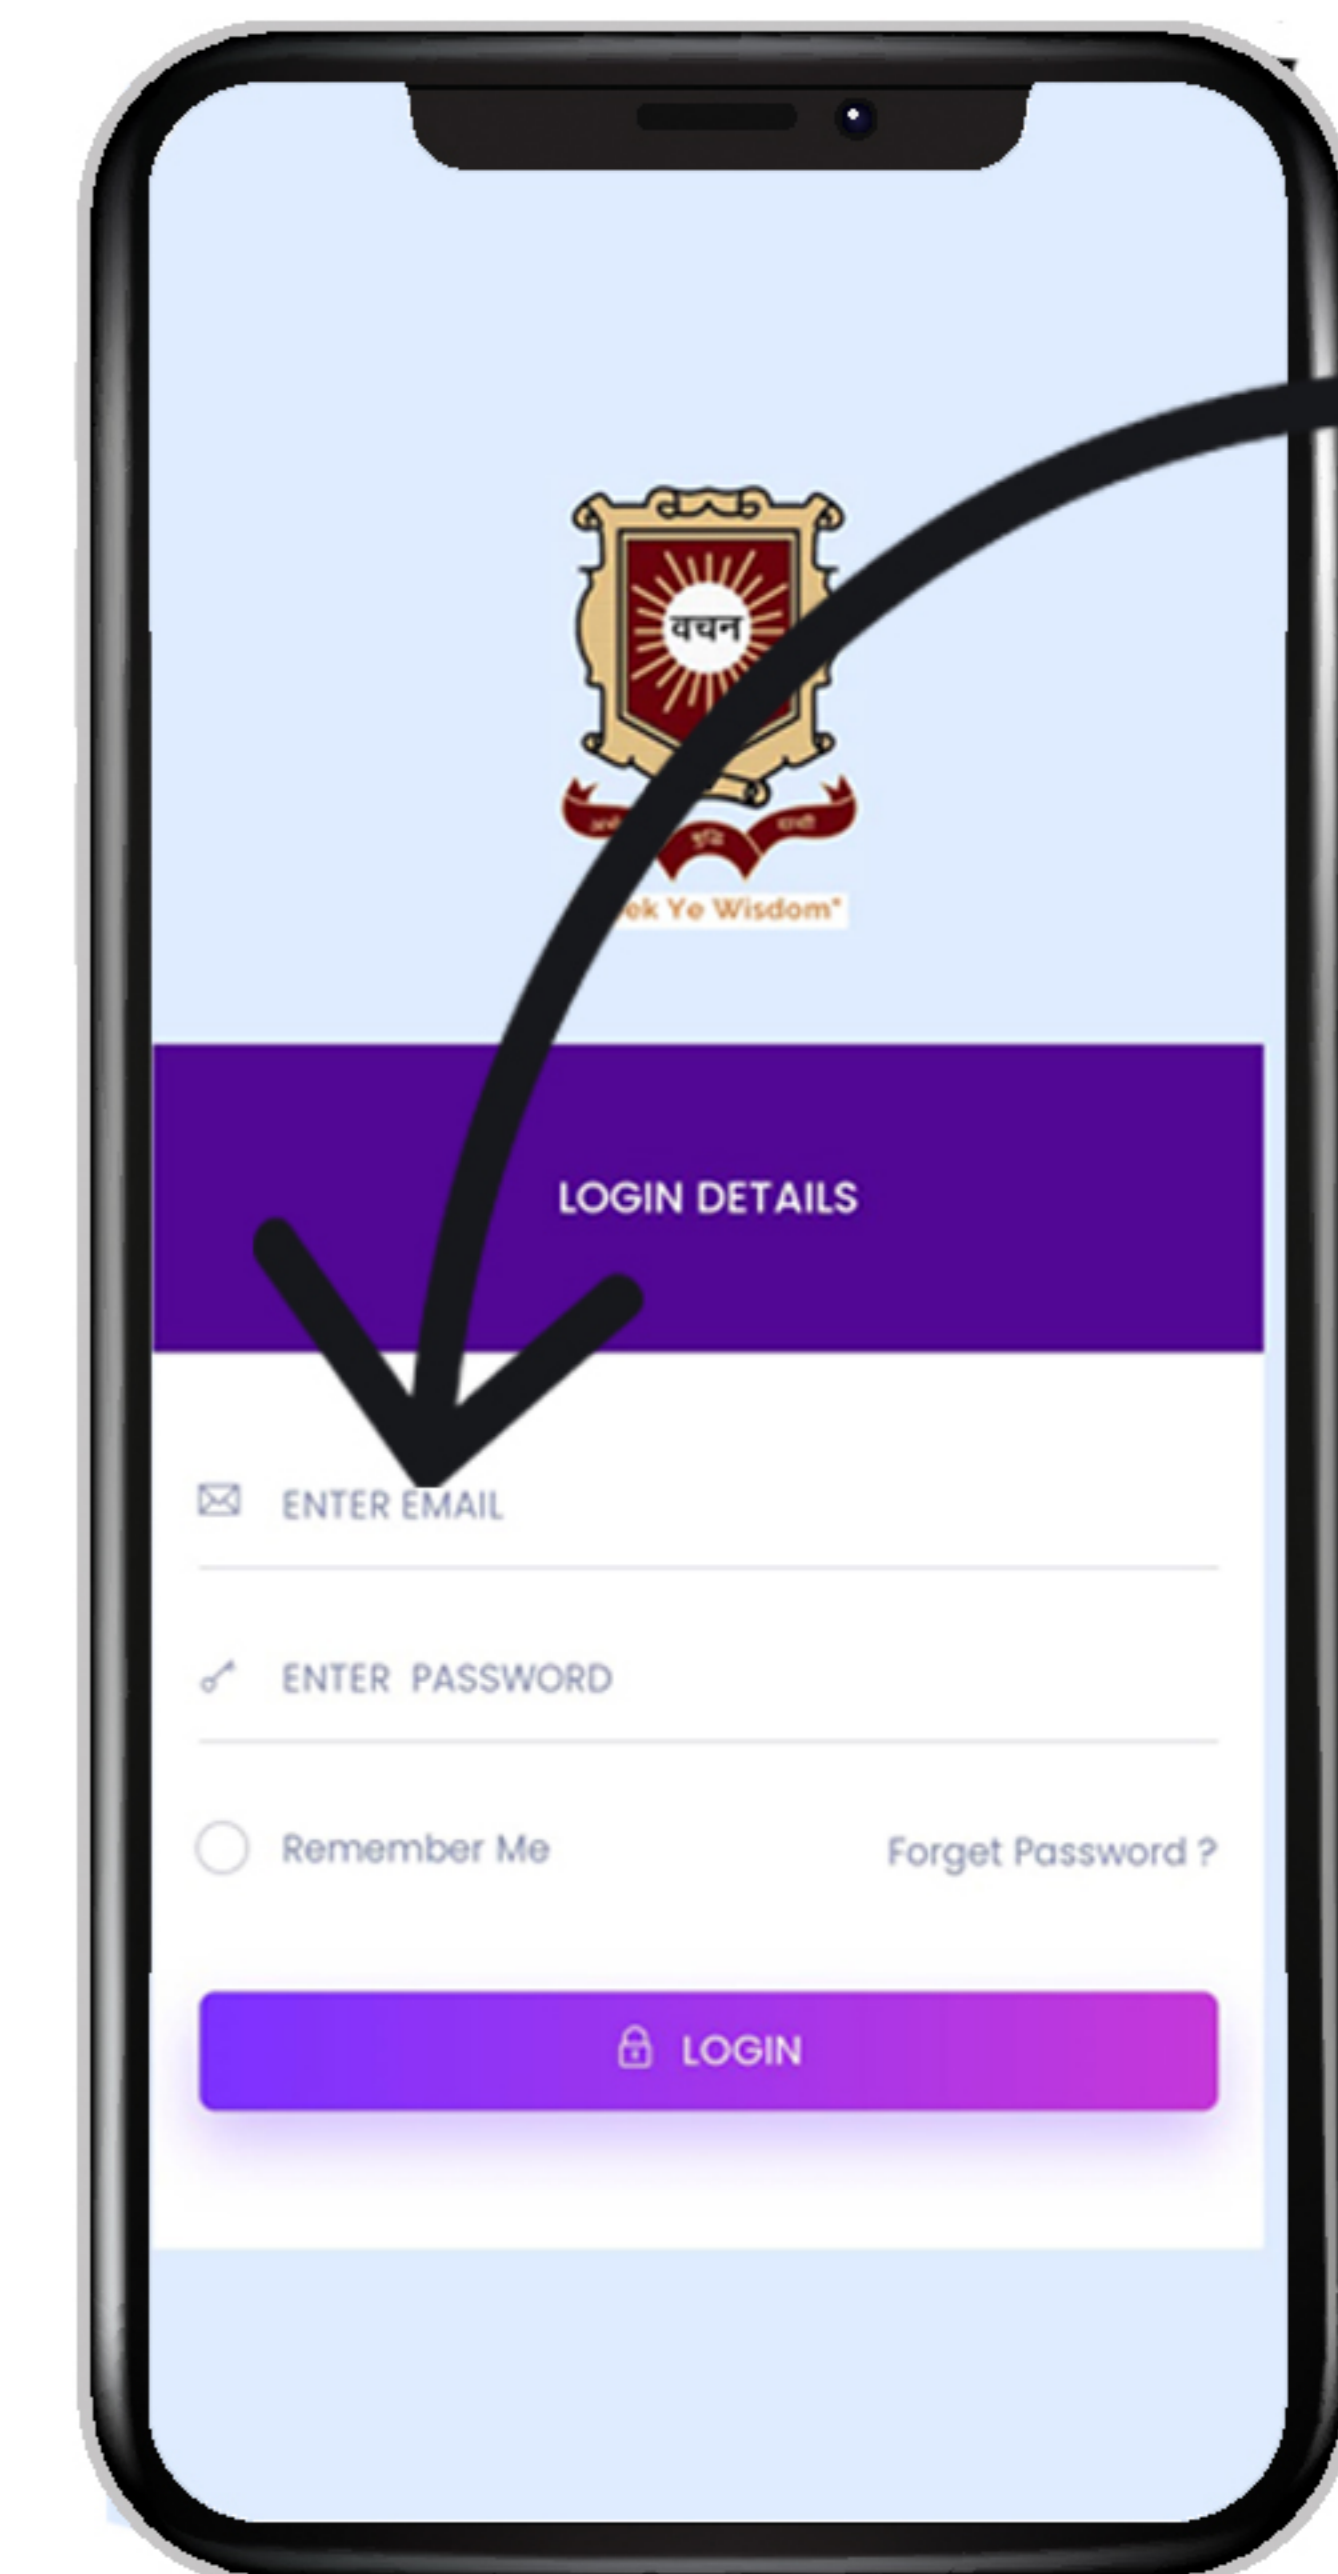 वचन
बुद्धि
ek Ye Wisdom"
LOGIN DETAILS
ENTER EMAIL
ENTER PASSWORD
Remember Me
Forget Password ?
LOGIN